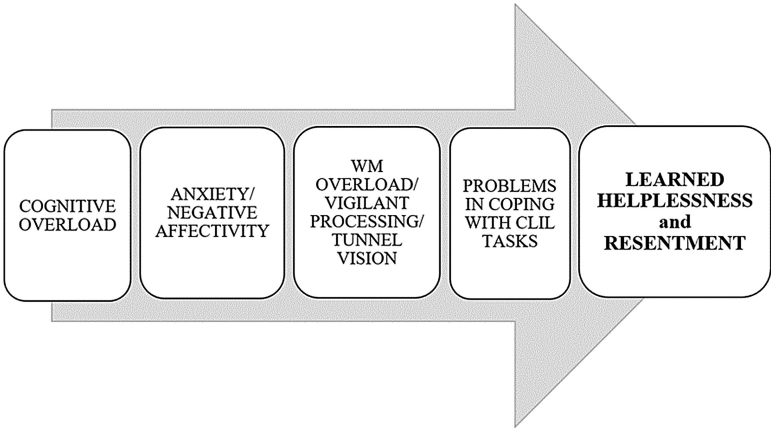 COGNITIVE
OVERLOAD
ANXIETY/
NEGATIVE
AFFECTIVITY
WM
OVERLOAD/
VIGILANT
PROCESSING/
TUNNEL
VISION
PROBLEMS
IN COPING
WITH CLIL
TASKS
LEARNED
HELPLESSNESS
and
RESENTMENT